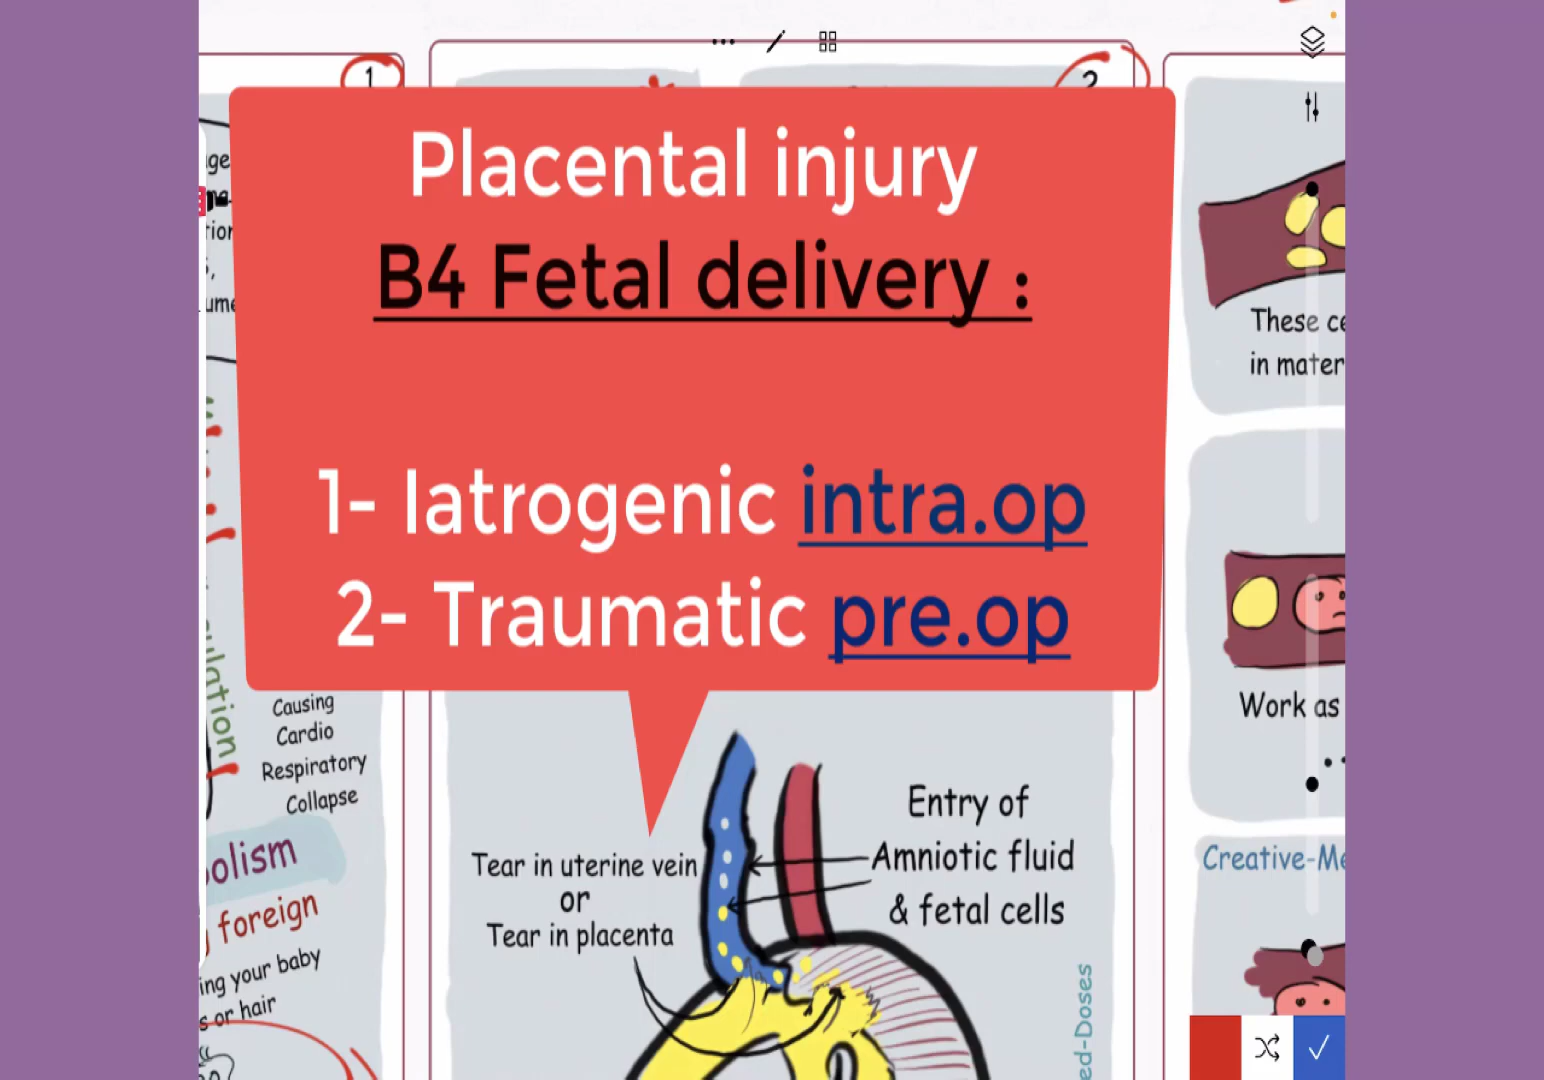 1
2
Placental injury
B4 Fetal delivery :
1- Iatrogenic intra.op
2- Traumatic pre.op
Causing
Cardio
Respiratory
Collapse
foreign
ing your baby
or hair
Tear in uterine vein
or
Tear in placenta
Entry of
Amniotic fluid
& fetal cells
ed-Doses
These ce
in mater
Work as
Creative-Me